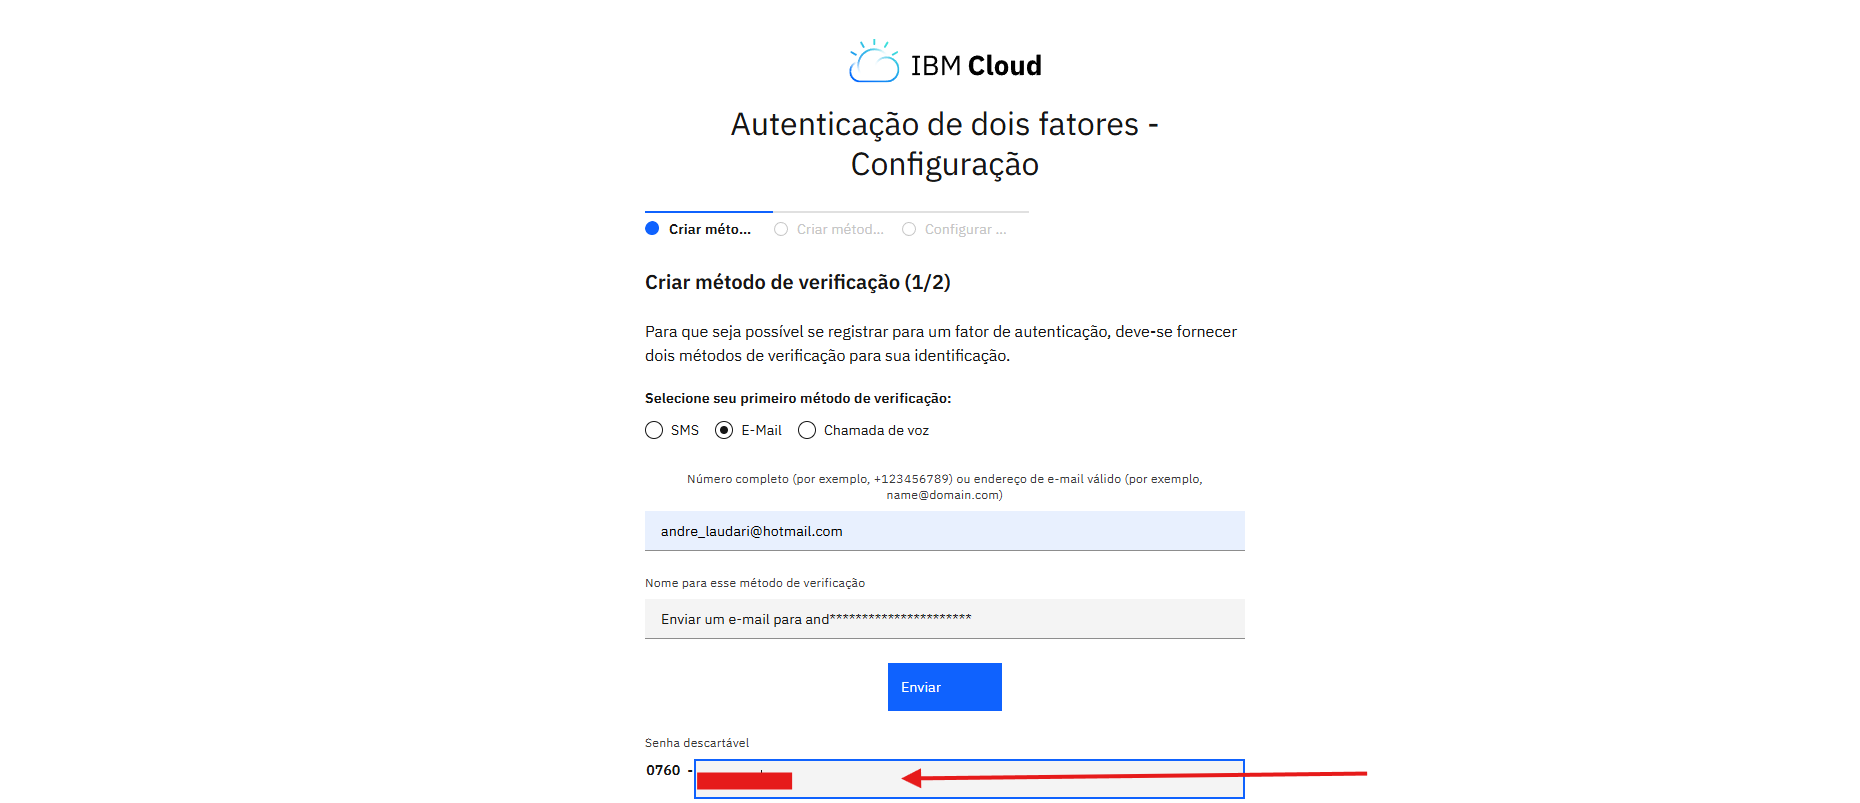 IBM Cloud
Autenticação de dois fatores -
Configuração
Criar méto... Criar métod... Configurar ...
Criar método de verificação (1/2)
Para que seja possível se registrar para um fator de autenticação, deve-se fornecer
dois métodos de verificação para sua identificação.
Selecione seu primeiro método de verificação:
SMS E-Mail Chamada de voz
Número completo (por exemplo, +123456789) ou endereço de e-mail válido (por exemplo,
name@domain.com)
andre_laudari@hotmail.com
Nome para esse método de verificação
Enviar um e-mail para and**********************
Enviar
Senha descartável
0760 -